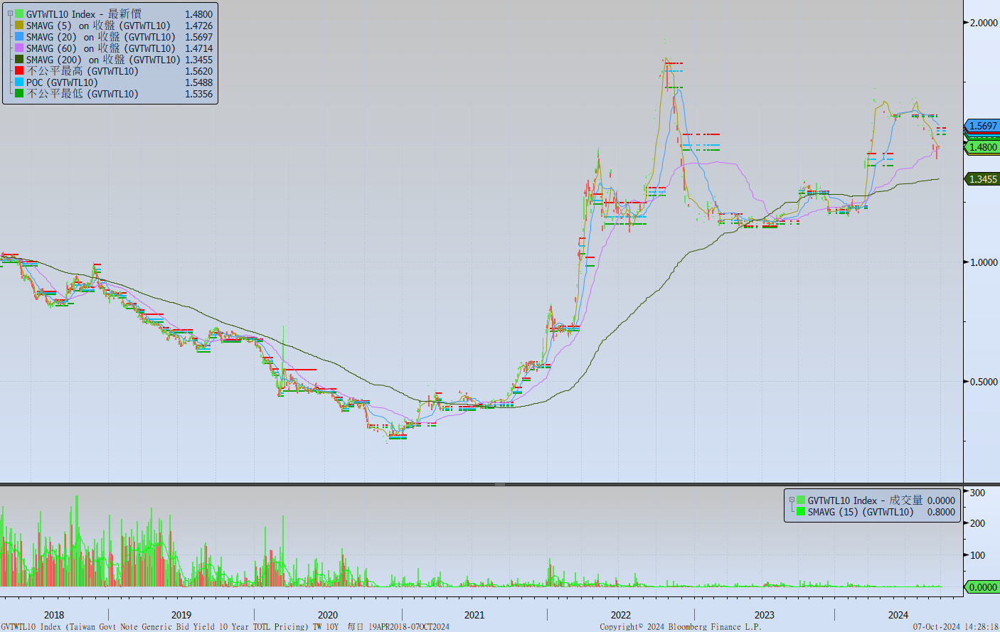 GVTWTL10 Index - 最新價 1.4800
SMAVG (5) on 收盤 (GVTWTL10) 1.4726
SMAVG (20) on 收盤 (GVTWTL10) 1.5697
SMAVG (60) on 收盤 (GVTWTL10) 1.4714
SMAVG (200) on 收盤 (GVTWTL10) 1.3455
不公平最高 (GVTWTL10) 1.5620
POC (GVTWTL10) 1.5488
不公平最低 (GVTWTL10) 1.5356
2.0000
1.5697
1.4800
1.3455
1.0000
0.5000
GVTWTL10 Index - 成交量 0.0000
SMAVG (15) (GVTWTL10) 0.8000
300
200
100
0.0000
2018 2019 2020 2021 2022 2023 2024
GVTWTL10 Index (Taiwan Govt Note Generic Bid Yield 10 Year TOTL Pricing) TW 10Y 每日 19APR2018-07OCT2024 Copyright© 2024 Bloomberg Finance L.P. 07-Oct-2024 14:28:18